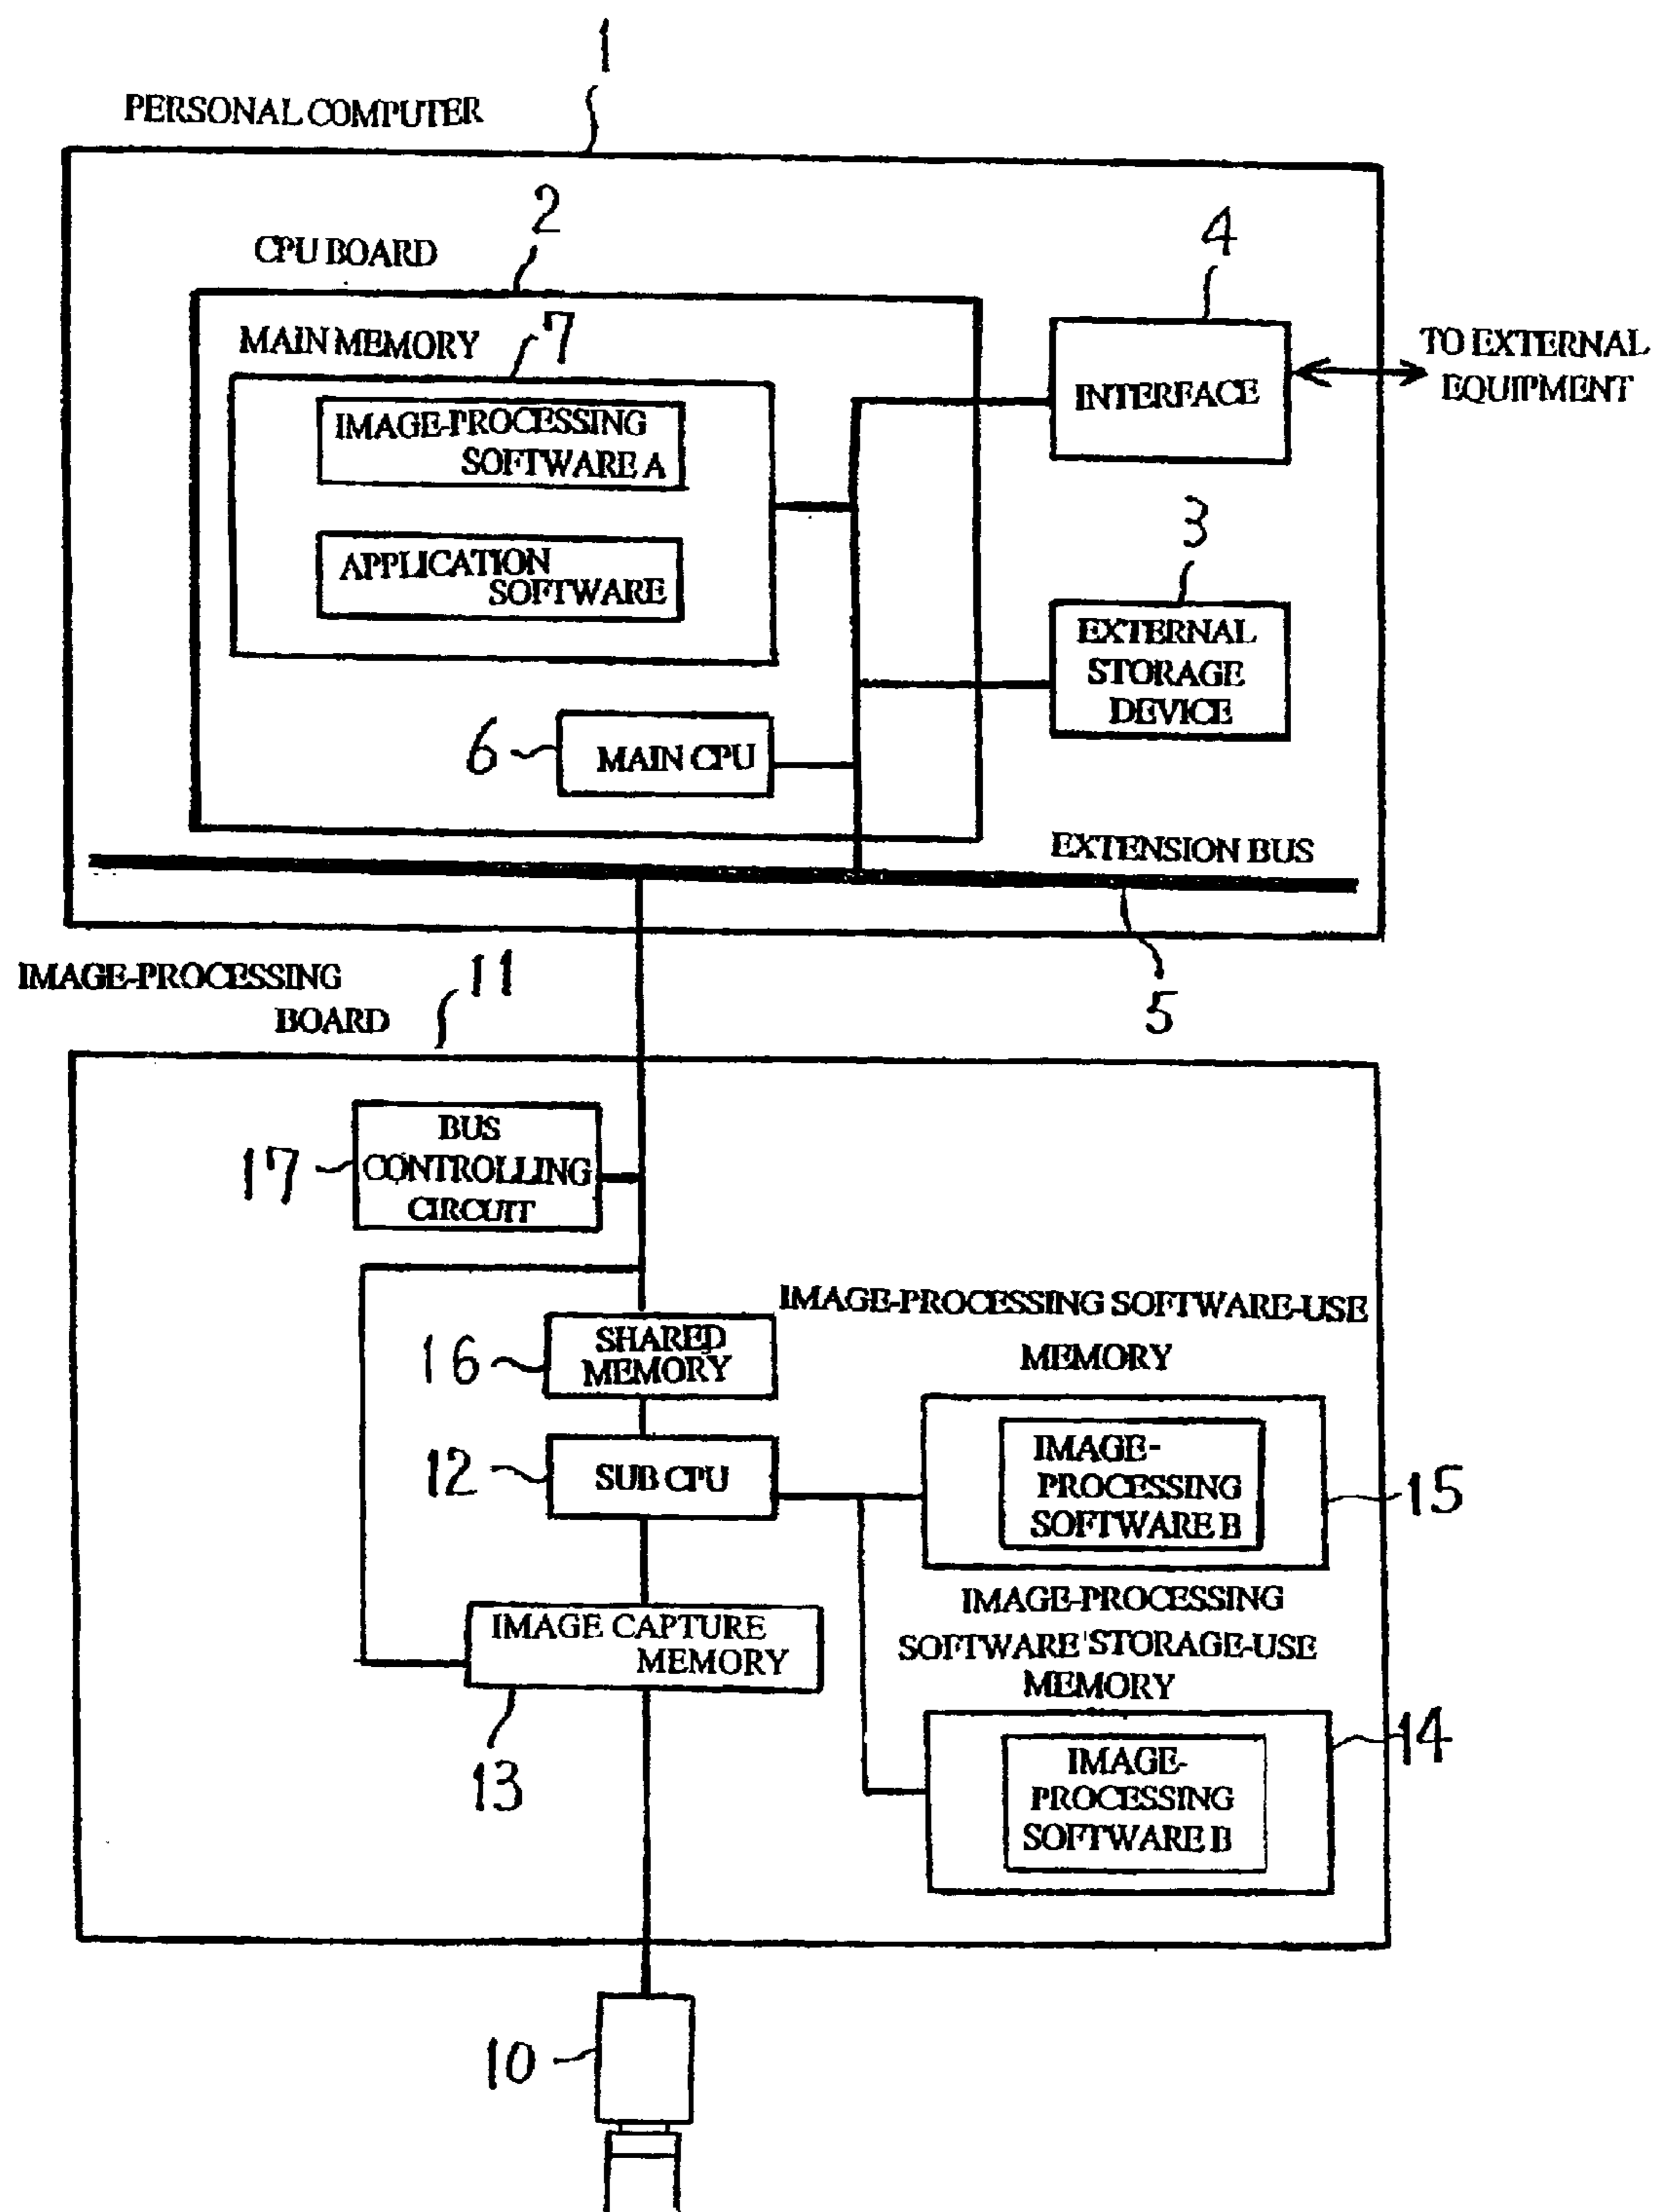 1
PERSONAL COMPUTER
2
CPU BOARD
4
MAIN MEMORY
7
TO EXTERNAL
EQUIPMENT
INTERFACE
IMAGE-PROCESSING
SOFTWARE A
3
APPLICATION
SOFTWARE
EXTERNAL
STORAGE
DEVICE
6
MAIN CPU
EXTENSION BUS
5
IMAGE-PROCESSING
BOARD
11
BUS
CONTROLLING
CIRCUIT
17
IMAGE-PROCESSING SOFTWARE-USE
MEMORY
SHARED
MEMORY
16
12
SUB CPU
IMAGE-
PROCESSING
SOFTWARE B
15
IMAGE CAPTURE
MEMORY
13
IMAGE-PROCESSING
SOFTWARE STORAGE-USE
MEMORY
14
IMAGE-
PROCESSING
SOFTWARE B
10